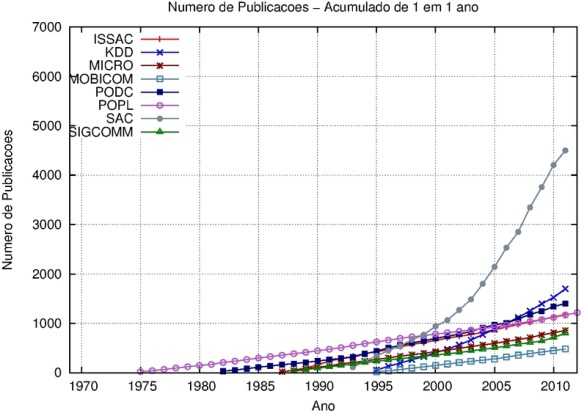 Numero de Publicacoes − Acumulado de 1 em 1 ano
7000
6000
5000
4000
3000
2000
1000
0
Numero de Publicacoes
ISSAC
KDD
MICRO
MOBICOM
PODC
POPL
SAC
SIGCOMM
1970 1975 1980 1985 1990 1995 2000 2005 2010
Ano